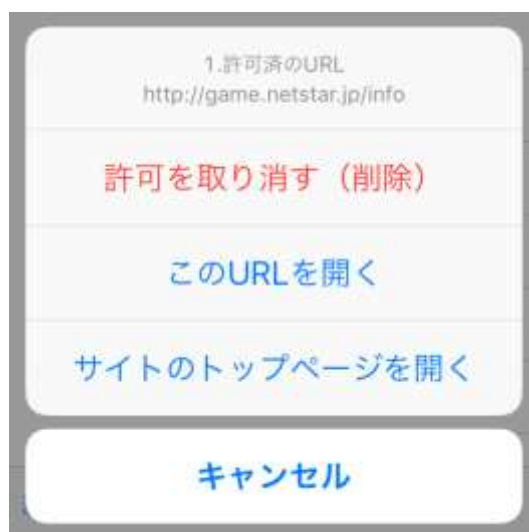 1.許可済のURL
http://game.netstar.jp/info
許可を取り消す（削除）
このURLを開く
サイトのトップページを開く
キャンセル